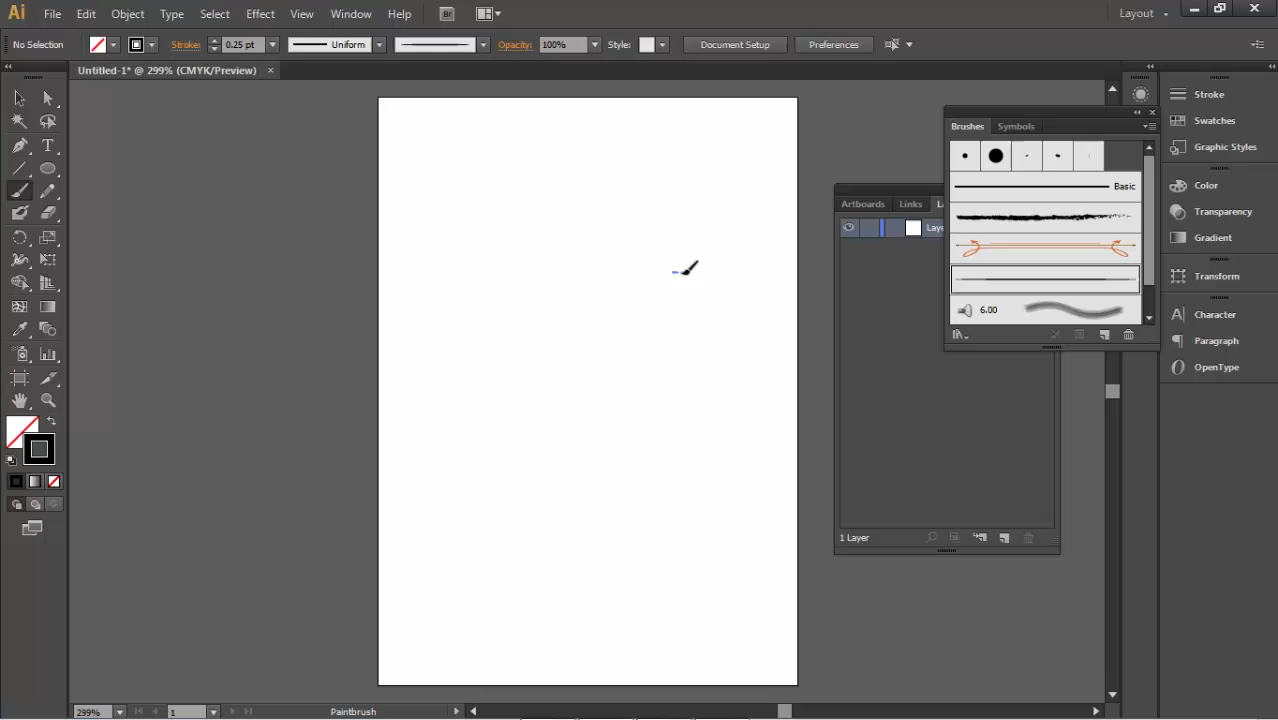 Ai File Edit Object Type Select Effect View Window Help Br Layout
No Selection Stroke: 0.25 pt Uniform Opacity: 100% Style: Document Setup Preferences
Untitled-1* @ 299% (CMYK/Preview)
Stroke
Swatches
Graphic Styles
Color
Transparency
Gradient
Transform
Character
Paragraph
OpenType
Brushes Symbols
Basic
6.00
Artboards Links
1 Layer
299% 1 Paintbrush